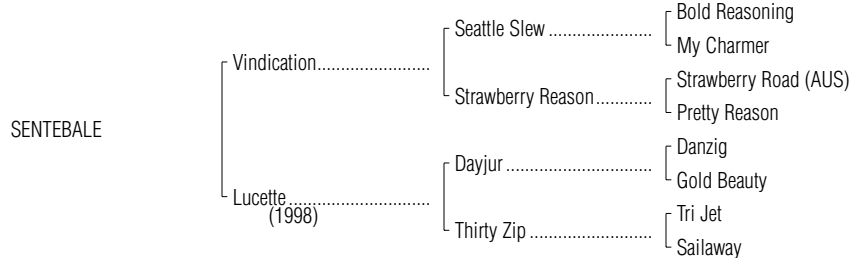 Bold Reasoning
Seattle Slew ........................
My Charmer
Vindication..........................
Strawberry Road (AUS)
Strawberry Reason.............
Pretty Reason
SENTEBALE
Danzig
Dayjur ..................................
Gold Beauty
Lucette.................................
(1998)
Tri Jet
Thirty Zip .............................
Sailaway